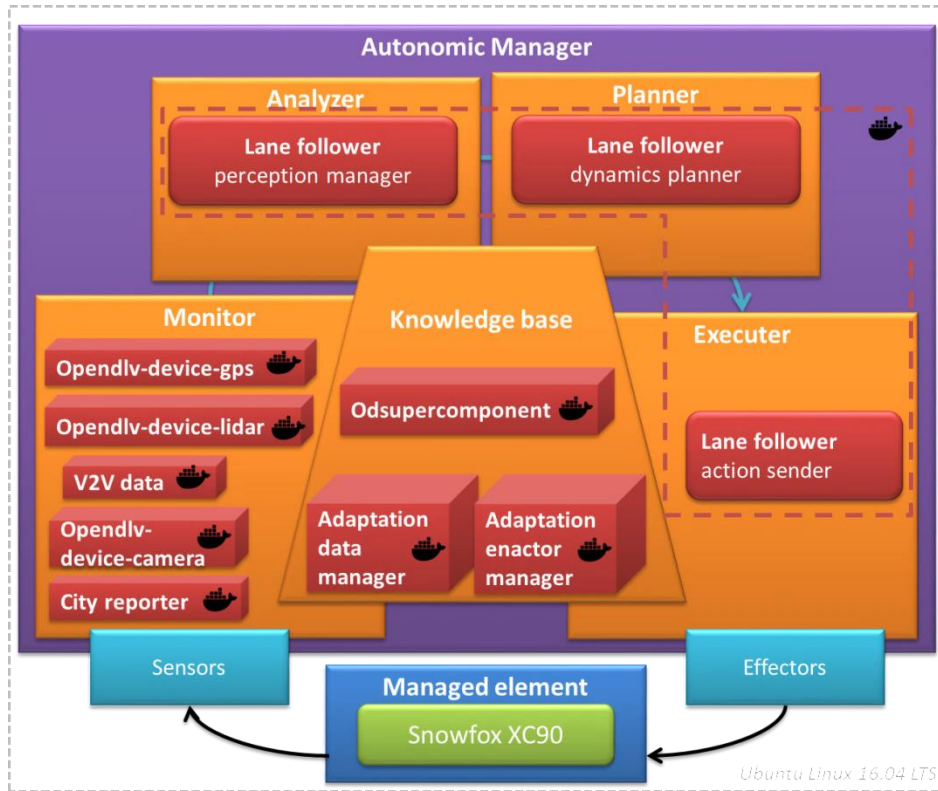 Autonomic Manager
Analyzer
Lane follower
perception manager
Planner
Lane follower
dynamics planner
Monitor
Opendlv-device-gps
Opendlv-device-lidar
V2V data
Opendlv-
device-camera
City reporter
Knowledge base
Odsupercomponent
Adaptation
data
manager
Adaptation
enactor
manager
Executer
Lane follower
action sender
Sensors
Effectors
Managed element
Snowfox XC90
Ubuntu Linux 16.04 LTS